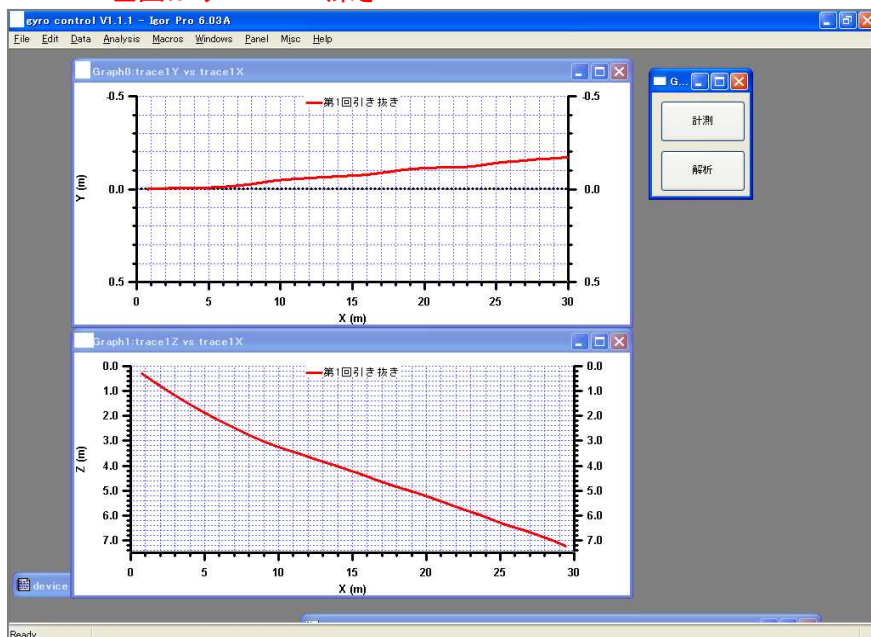 gyro control V1.1.1 - Igor Pro 6.03A
File Edit Data Analysis Macros Windows Panel Misc Help
Graph0:trace1Y vs trace1X
-0.5
0.0
0.5
Y (m)
第1回引き抜き
-0.5
0.0
0.5
0 5 10 15 20 25 30
X (m)
G...
計測
解析
Graph1:trace1Z vs trace1X
0.0
1.0
2.0
3.0
4.0
5.0
6.0
7.0
Z (m)
第1回引き抜き
0.0
1.0
2.0
3.0
4.0
5.0
6.0
7.0
0 5 10 15 20 25 30
X (m)
device
Ready